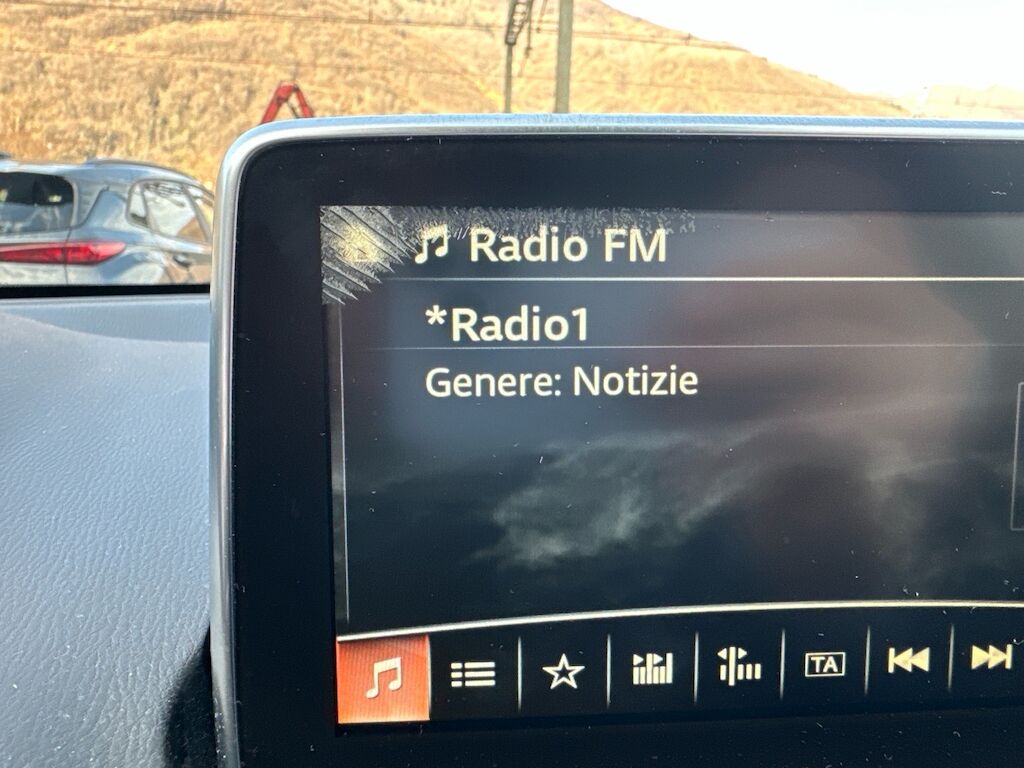 Radio FM
*Radio1
Genere: Notizie
TA